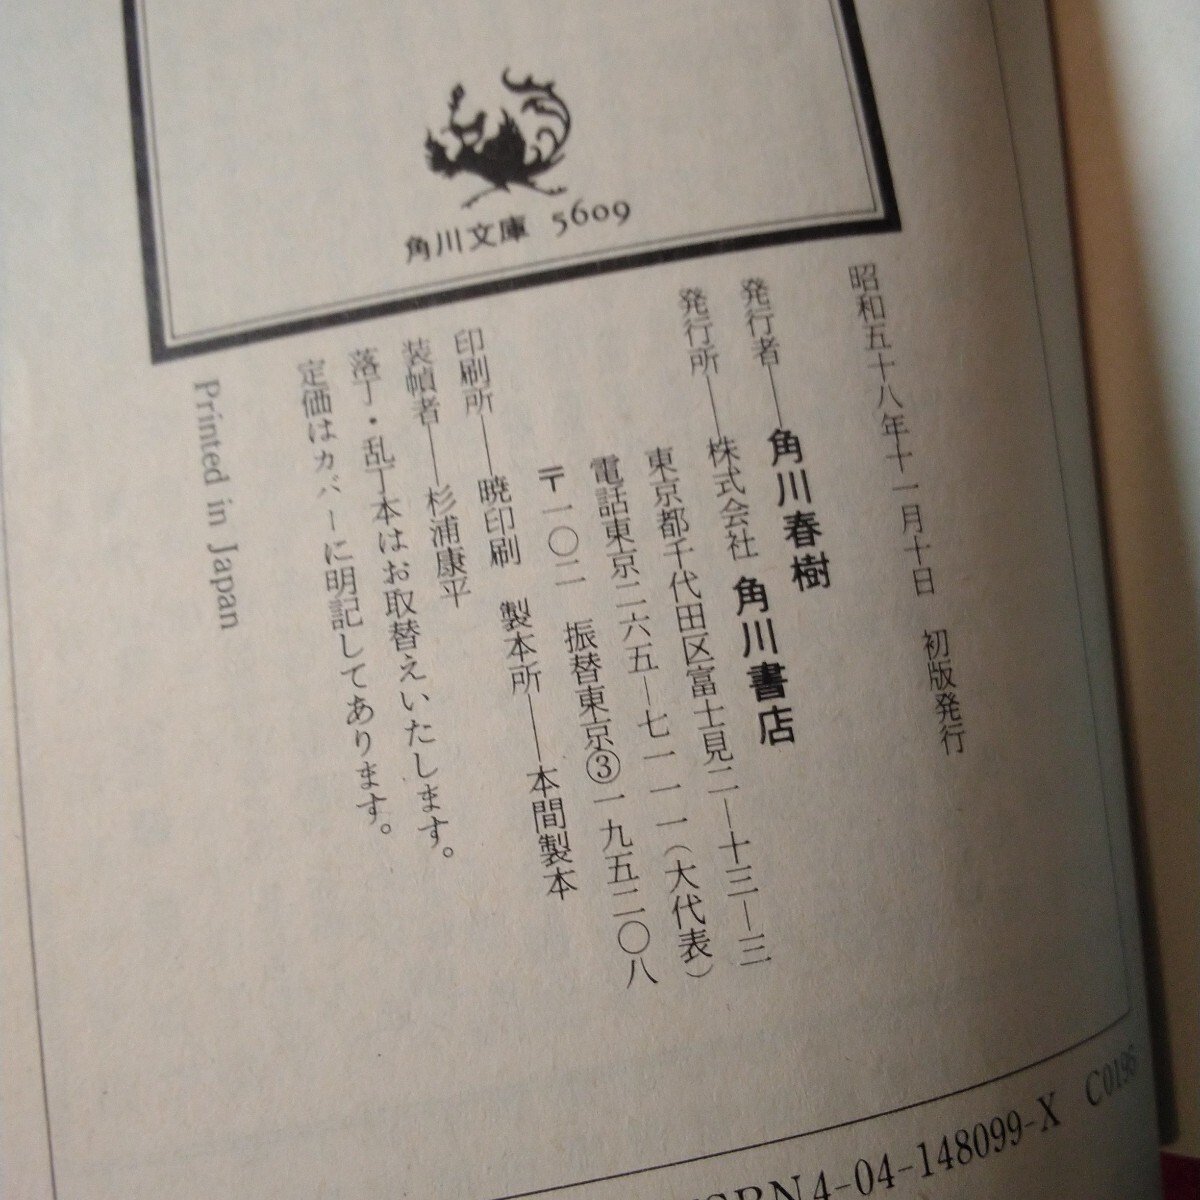 角川文庫 5609
昭和五十八年十一月十日 初版発行
発行者――角川春樹
発行所――株式会社 角川書店
東京都千代田区富士見二―十三―三
電話東京二六五―七一一一(大代表)
〒一〇二 振替東京③一九五二〇八
印刷所――暁印刷 製本所――本間製本
装幀者――杉浦康平
落丁・乱丁本はお取替えいたします。
定価はカバーに明記してあります。
Printed in Japan
ISBN4-04-148099-X C0195